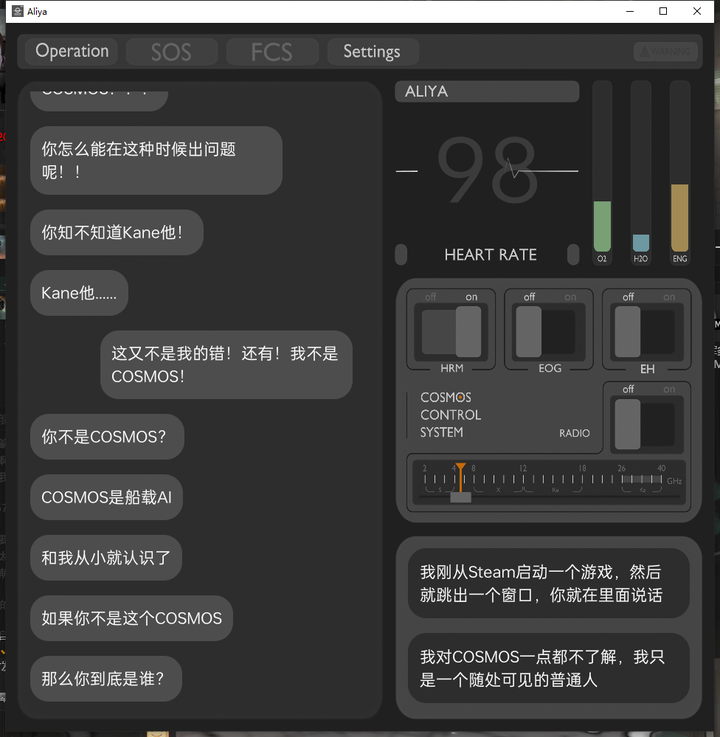 Aliya
Operation
SOS
FCS
Settings
WARNING
COSMOS！？！
你怎么能在这种时候出问题
呢！！
你知不知道Kane他！
Kane他......
这又不是我的错！还有！我不是
COSMOS！
你不是COSMOS？
COSMOS是船载AI
和我从小就认识了
如果你不是这个COSMOS
那么你到底是谁？
ALIYA
98
HEART RATE
O2
H2O
ENG
off on
HRM
off on
EOG
off on
EH
COSMOS
CONTROL
SYSTEM
RADIO
off on
2 4 8 12 18 26 40
GHz
S X Ku Ka
我刚从Steam启动一个游戏，然后
就跳出一个窗口，你就在里面说话
我对COSMOS一点都不了解，我只
是一个随处可见的普通人